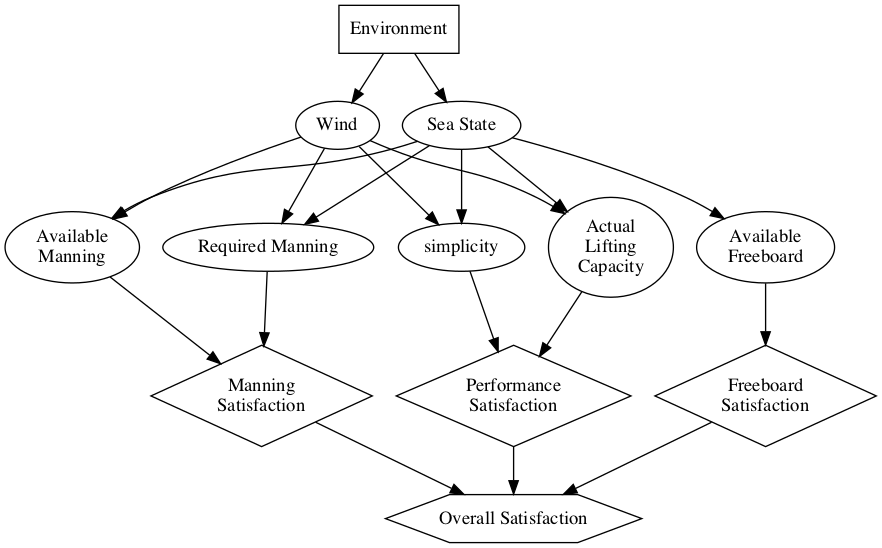 Environment
Wind
Sea State
Available
Manning
Required Manning
simplicity
Actual
Lifting
Capacity
Available
Freeboard
Manning
Satisfaction
Performance
Satisfaction
Freeboard
Satisfaction
Overall Satisfaction